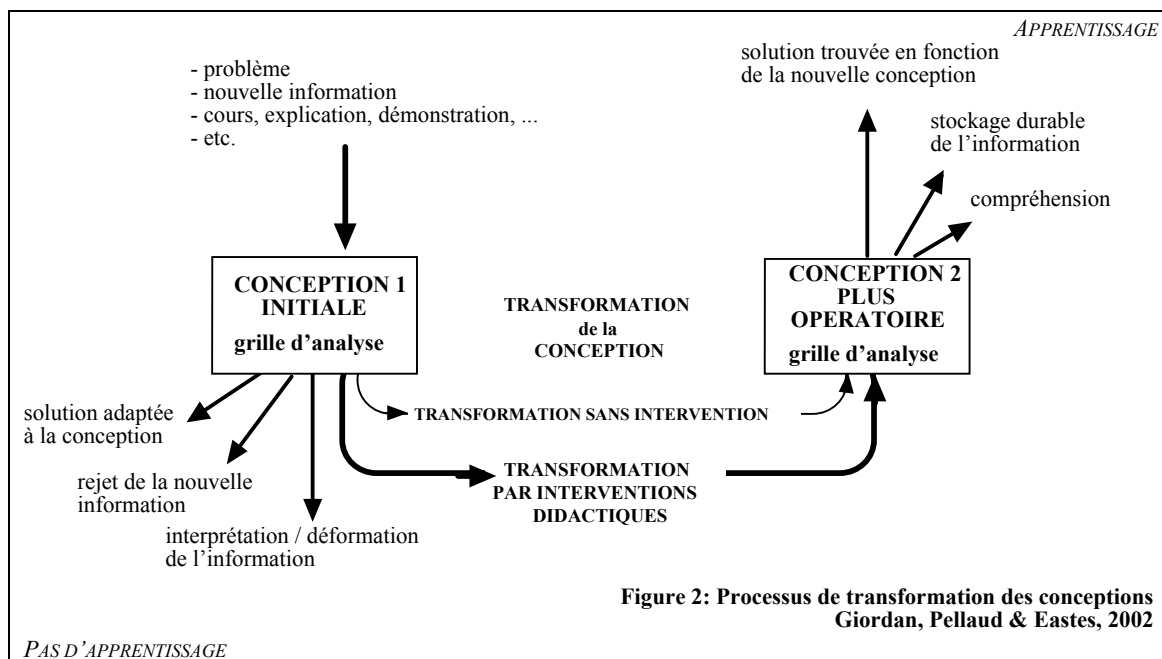 APPRENTISSAGE
- problème
- nouvelle information
- cours, explication, démonstration, ...
- etc.
solution trouvée en fonction
de la nouvelle conception
stockage durable
de l’information
compréhension
CONCEPTION 1
INITIALE
grille d’analyse
TRANSFORMATION
de la
CONCEPTION
CONCEPTION 2
PLUS
OPERATOIRE
grille d’analyse
solution adaptée
à la conception
rejet de la nouvelle
information
interprétation / déformation
de l’information
TRANSFORMATION SANS INTERVENTION
TRANSFORMATION
PAR INTERVENTIONS
DIDACTIQUES
Figure 2: Processus de transformation des conceptions
Giordan, Pellaud & Eastes, 2002
PAS D’APPRENTISSAGE